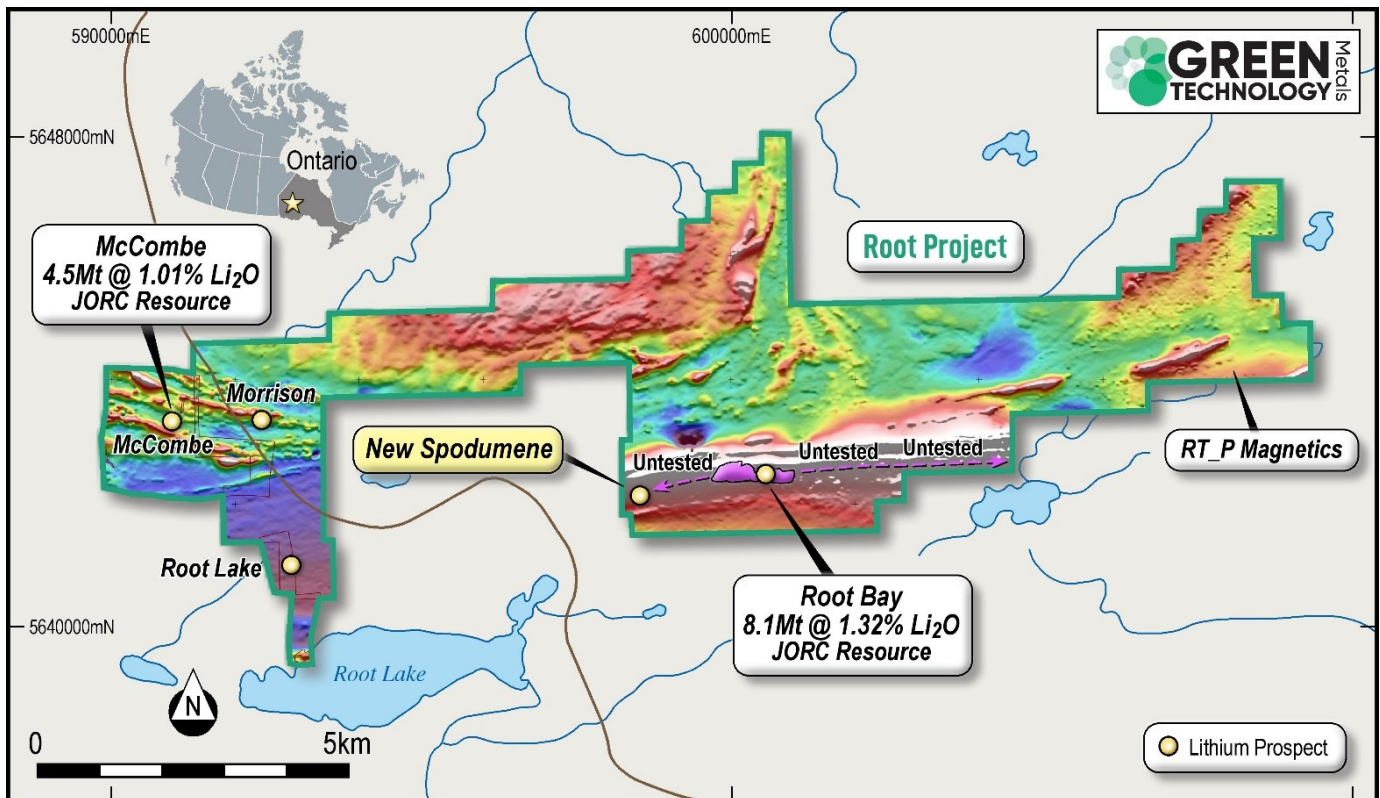 590000mE
600000mE
GREEN
TECHNOLOGY
Metals
5648000mN
Ontario
McCombe
4.5Mt @ 1.01% Li₂O
JORC Resource
Root Project
Morrison
McCombe
New Spodumene
Untested
Untested
Untested
RT_P Magnetics
Root Lake
Root Bay
8.1Mt @ 1.32% Li₂O
JORC Resource
5640000mN
Root Lake
N
0
5km
Lithium Prospect